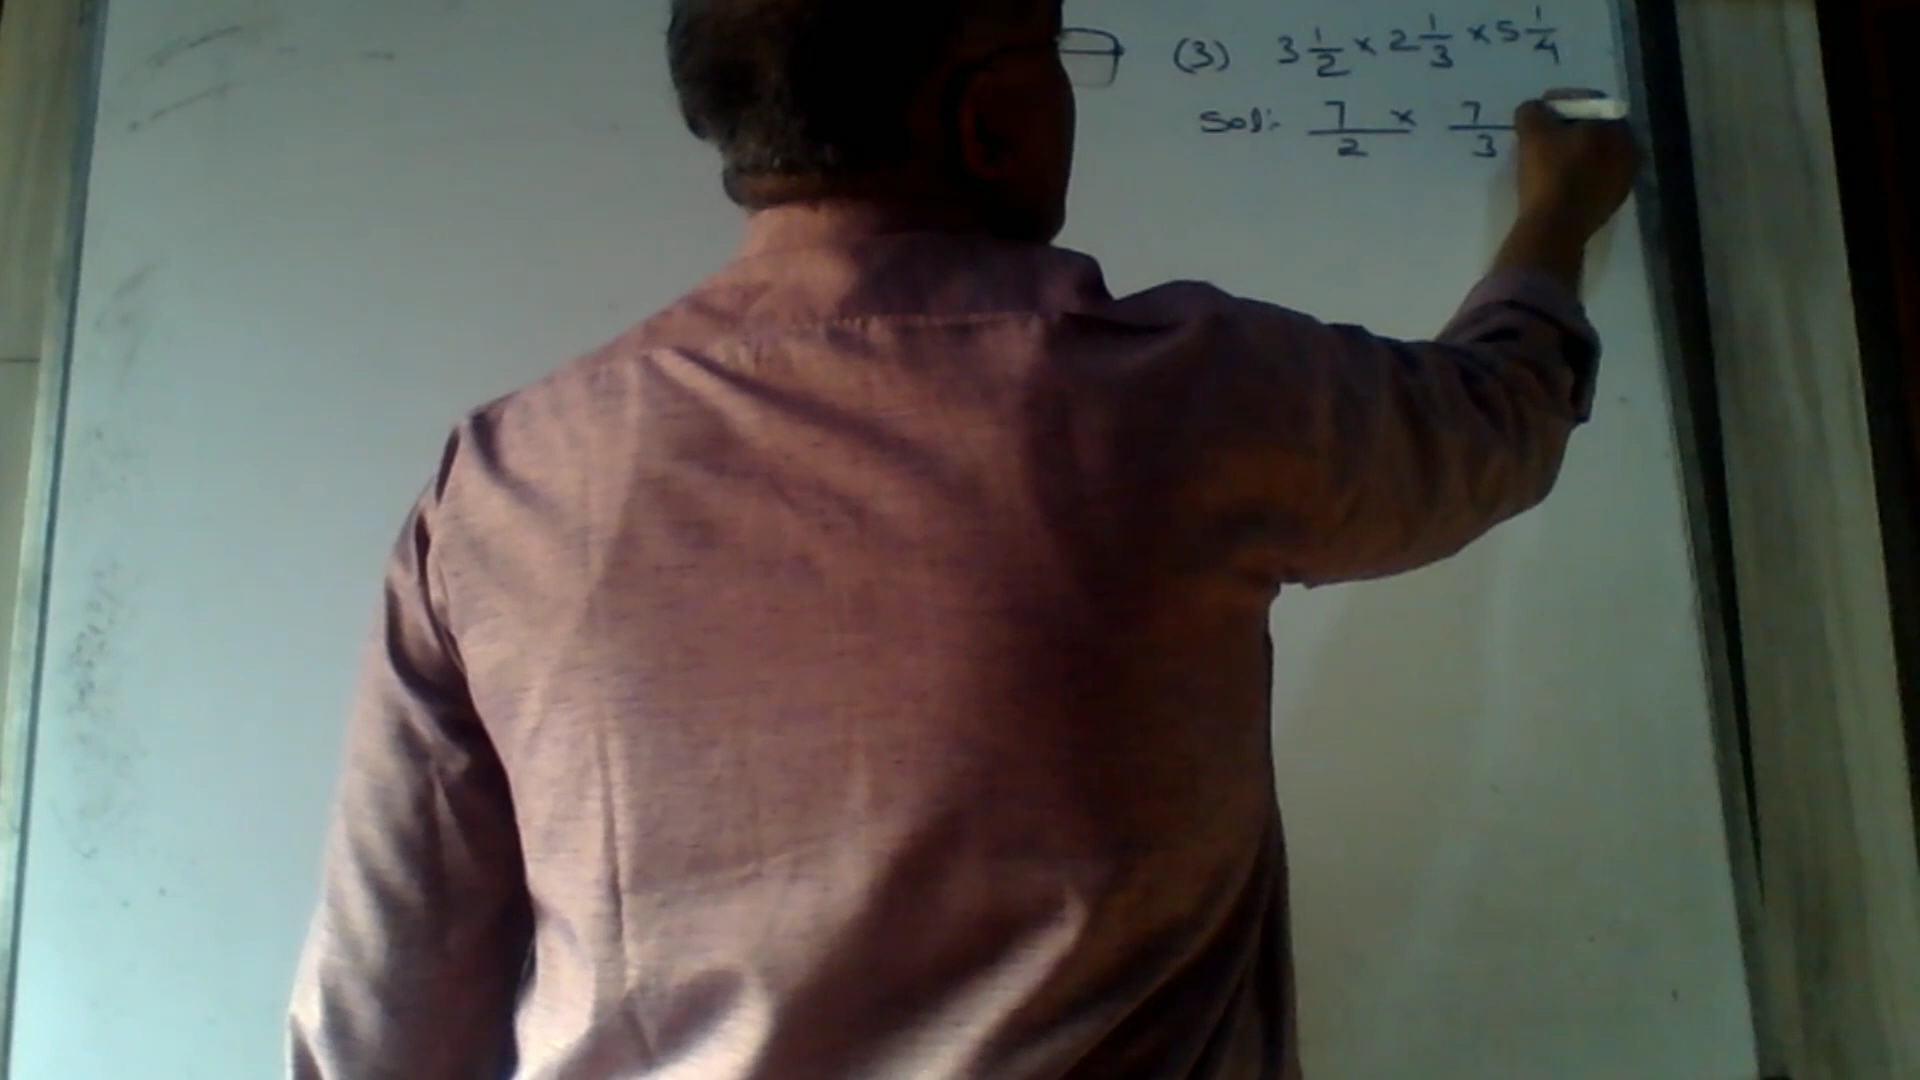 (3) 3 1/2 × 2 1/3 × 5 1/4
Sol:- 7/2 × 7/3